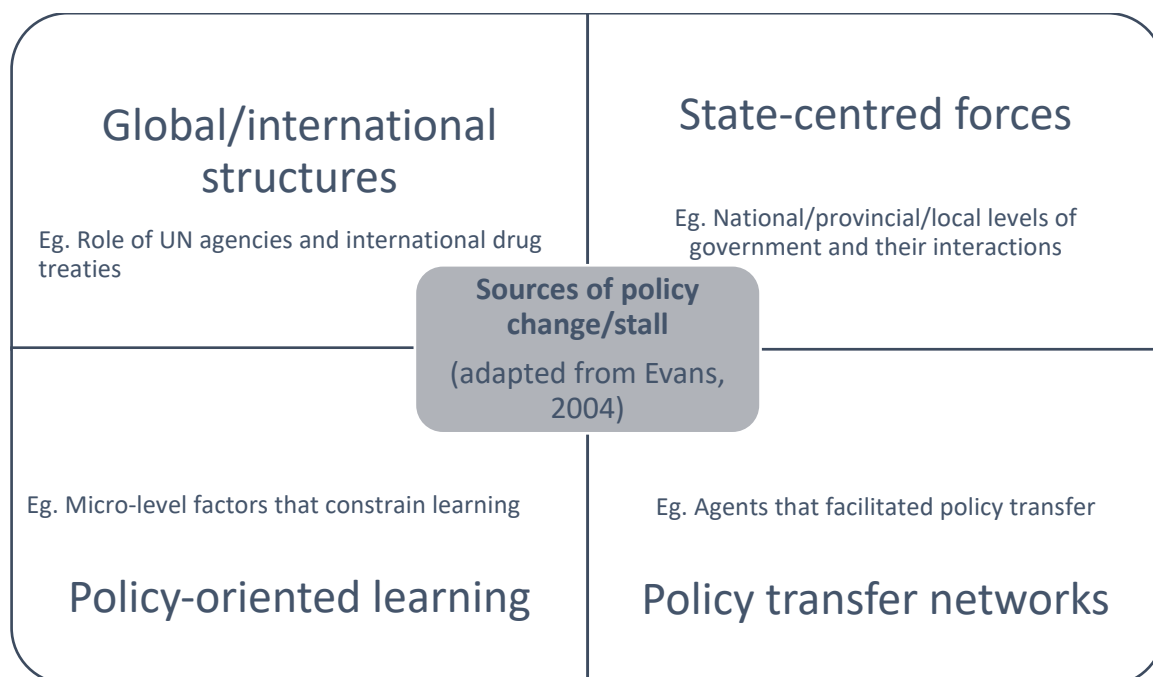 Global/international
structures
Eg. Role of UN agencies and international drug
treaties
State-centred forces
Eg. National/provincial/local levels of
government and their interactions
Sources of policy
change/stall
(adapted from Evans,
2004)
Eg. Micro-level factors that constrain learning
Policy-oriented learning
Eg. Agents that facilitated policy transfer
Policy transfer networks